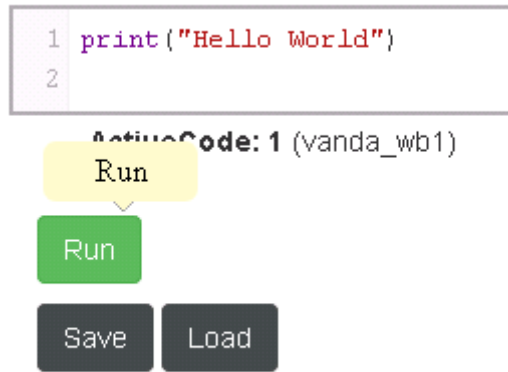 1 print("Hello World")
2
ActiveCode: 1 (vanda_wb1)
Run
Run
Save Load